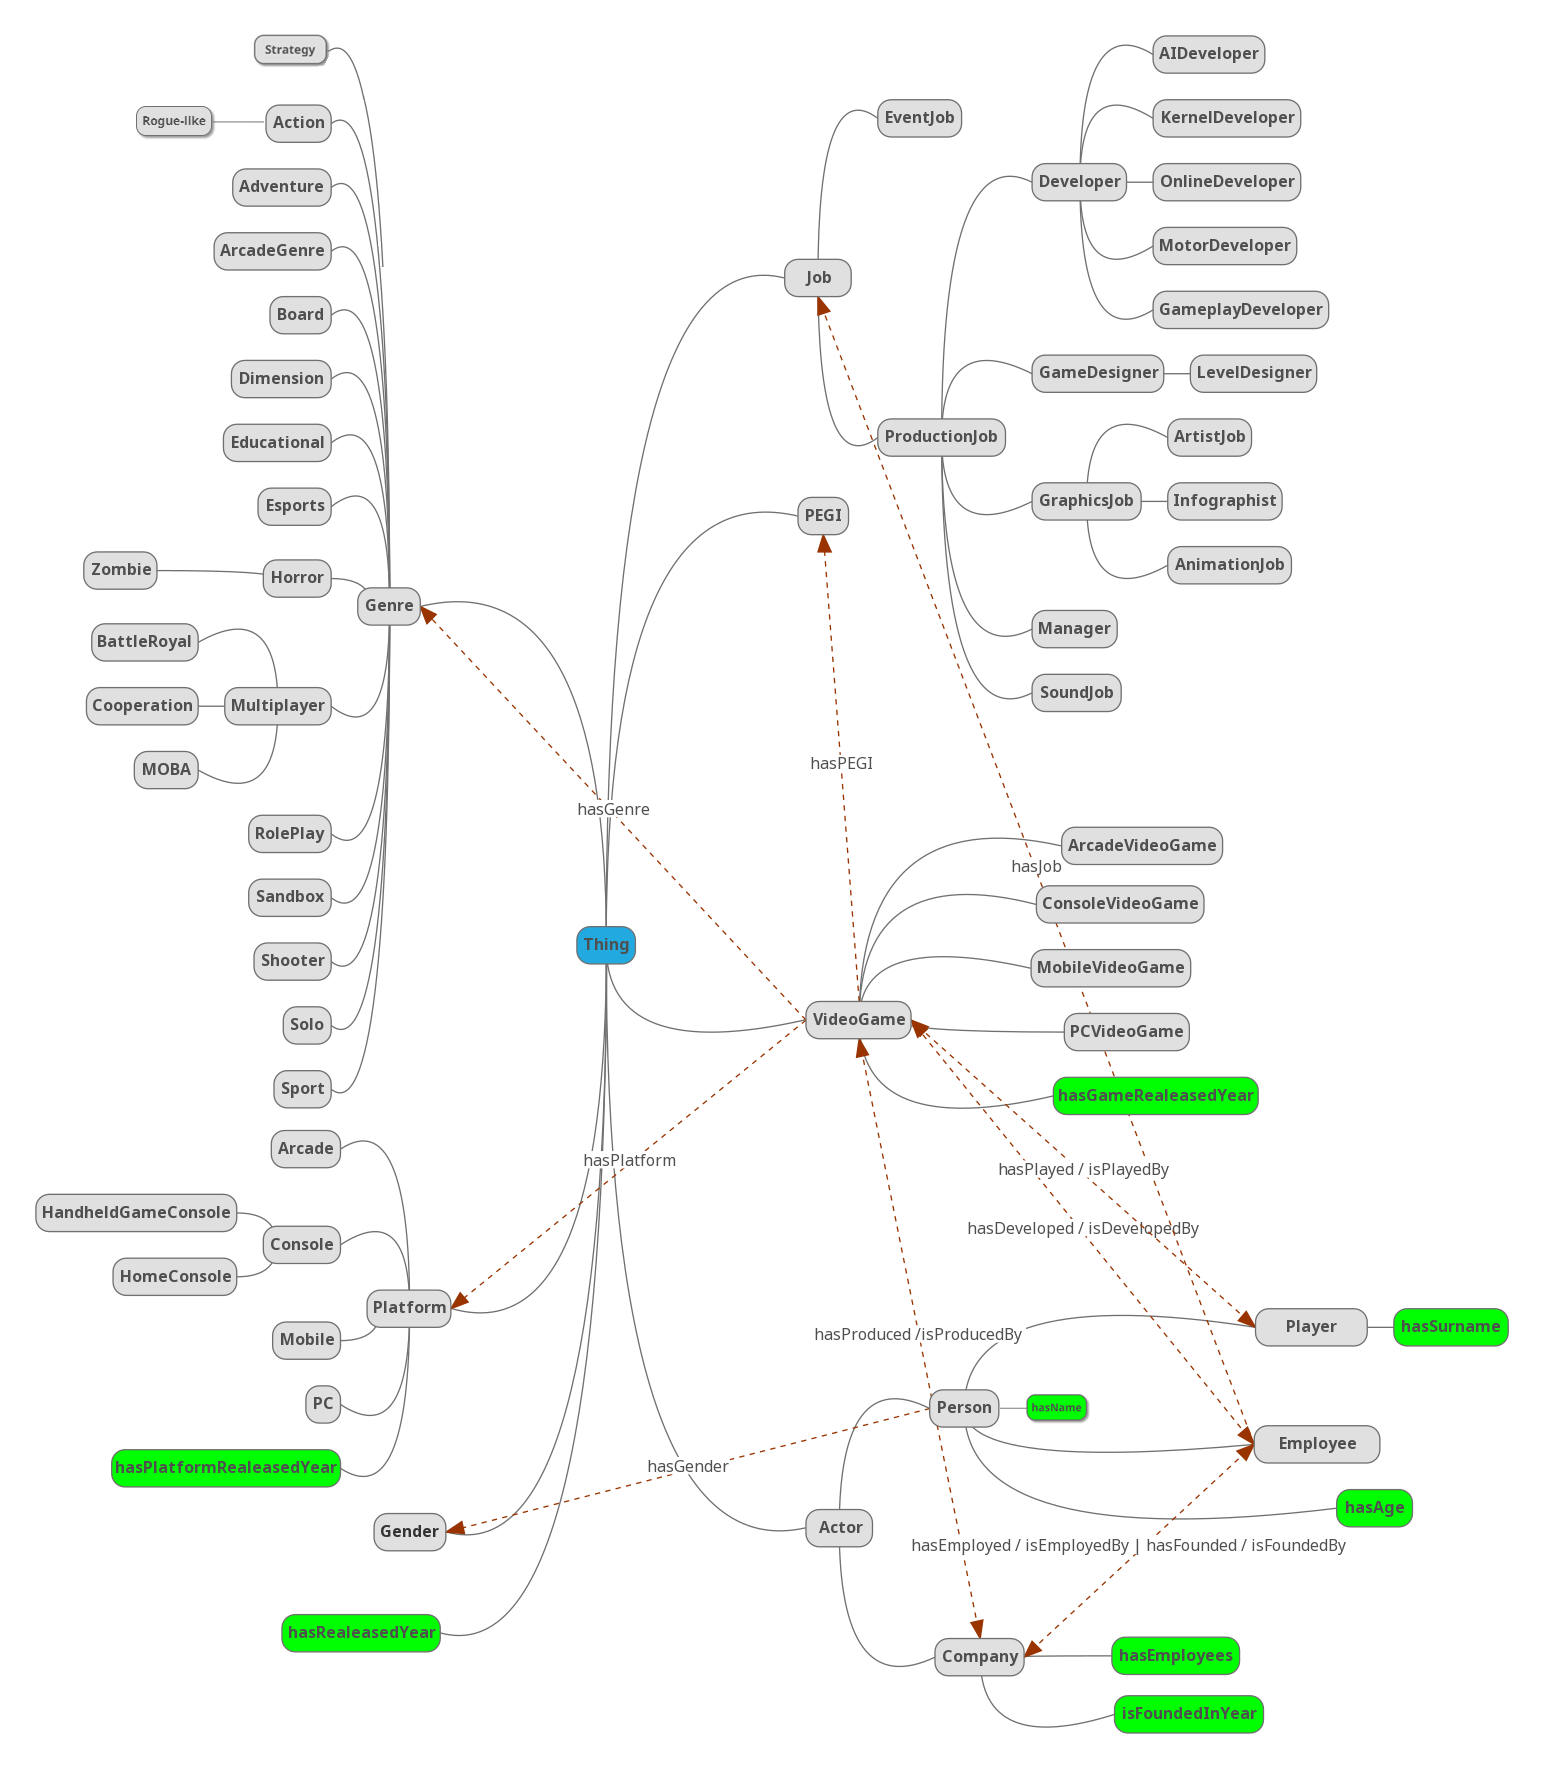 Strategy
Rogue-like
Action
Adventure
ArcadeGenre
Board
Dimension
Educational
Esports
Zombie
Horror
Genre
BattleRoyal
Cooperation
Multiplayer
MOBA
RolePlay
Sandbox
Shooter
Solo
Sport
Arcade
HandheldGameConsole
Console
HomeConsole
Platform
Mobile
PC
hasPlatformRealeasedYear
Gender
hasRealeasedYear
hasGenre
Thing
hasPlatform
hasGender
EventJob
Job
ProductionJob
PEGI
AIDeveloper
KernelDeveloper
Developer
OnlineDeveloper
MotorDeveloper
GameplayDeveloper
GameDesigner
LevelDesigner
ArtistJob
GraphicsJob
Infographist
AnimationJob
Manager
SoundJob
hasPEGI
hasJob
ArcadeVideoGame
ConsoleVideoGame
MobileVideoGame
VideoGame
PCVideoGame
hasGameRealeasedYear
hasPlayed / isPlayedBy
hasDeveloped / isDevelopedBy
hasProduced /isProducedBy
Player
hasSurname
Person
hasName
Employee
hasAge
Actor
hasEmployed / isEmployedBy | hasFounded / isFoundedBy
Company
hasEmployees
isFoundedInYear